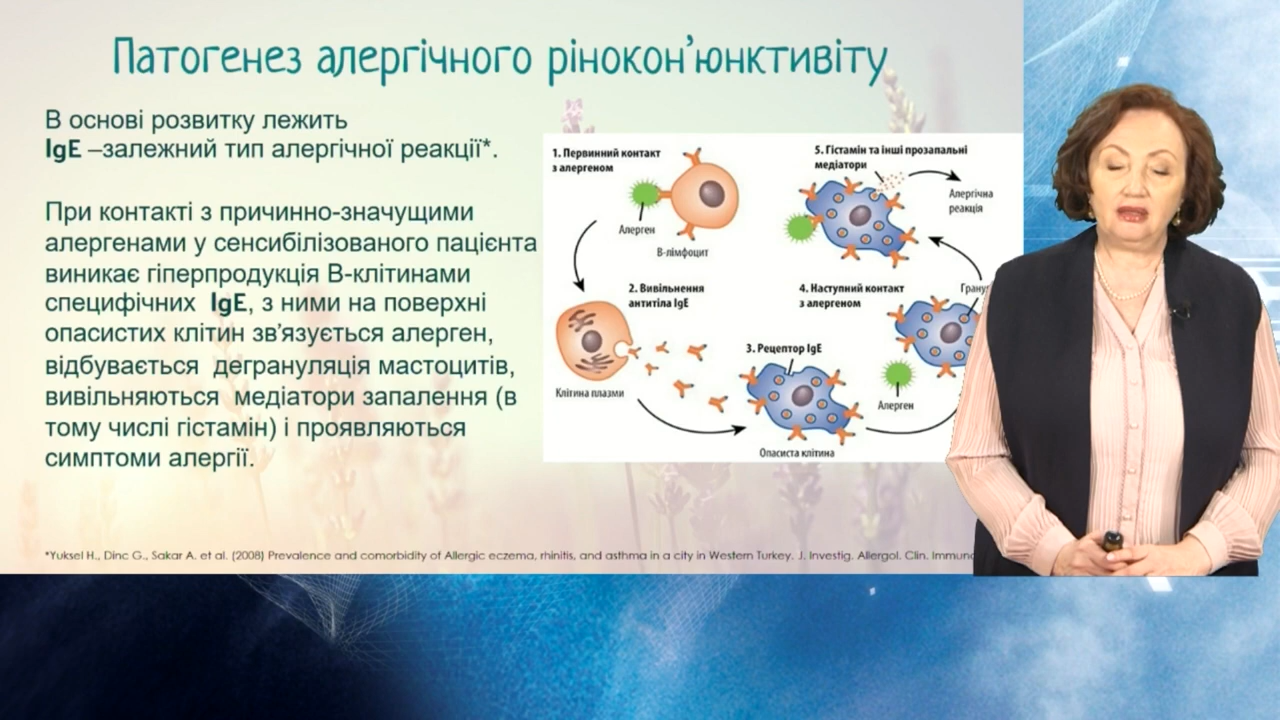 Патогенез алергічного рінокон’юнктивіту
В основі розвитку лежить
IgE –залежний тип алергічної реакції*.
При контакті з причинно-значущими
алергенами у сенсибілізованого пацієнта
виникає гіперпродукція В-клітинами
специфічних IgE, з ними на поверхні
опасистих клітин зв’язується алерген,
відбувається дегрануляція мастоцитів,
вивільняються медіатори запалення (в
тому числі гістамін) і проявляються
симптоми алергії.
1. Первинний контакт
з алергеном
Алерген
В-лімфоцит
2. Вивільнення
антитіла IgE
Клітина плазми
3. Рецептор IgE
Опасиста клітина
4. Наступний контакт
з алергеном
Алерген
5. Гістамін та інші прозапальні
медіатори
Алергічна
реакція
*Yuksel H., Dinc G., Sakar A. et al. (2008) Prevalence and comorbidity of Allergic eczema, rhinitis, and asthma in a city in Western Turkey. J. Investig. Allergol. Clin.